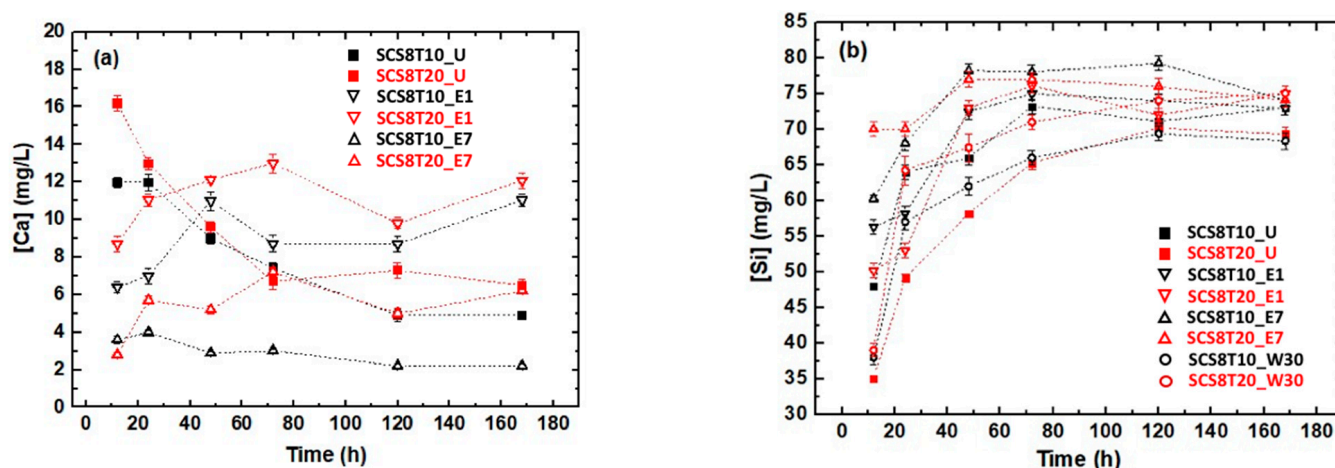 (a)
SCS8T10_U
SCS8T20_U
SCS8T10_E1
SCS8T20_E1
SCS8T10_E7
SCS8T20_E7
[Ca] (mg/L)
20
18
16
14
12
10
8
6
4
2
0
0 20 40 60 80 100 120 140 160 180
Time (h)
(b)
SCS8T10_U
SCS8T20_U
SCS8T10_E1
SCS8T20_E1
SCS8T10_E7
SCS8T20_E7
SCS8T10_W30
SCS8T20_W30
[Si] (mg/L)
85
80
75
70
65
60
55
50
45
40
35
30
0 20 40 60 80 100 120 140 160 180
Time (h)